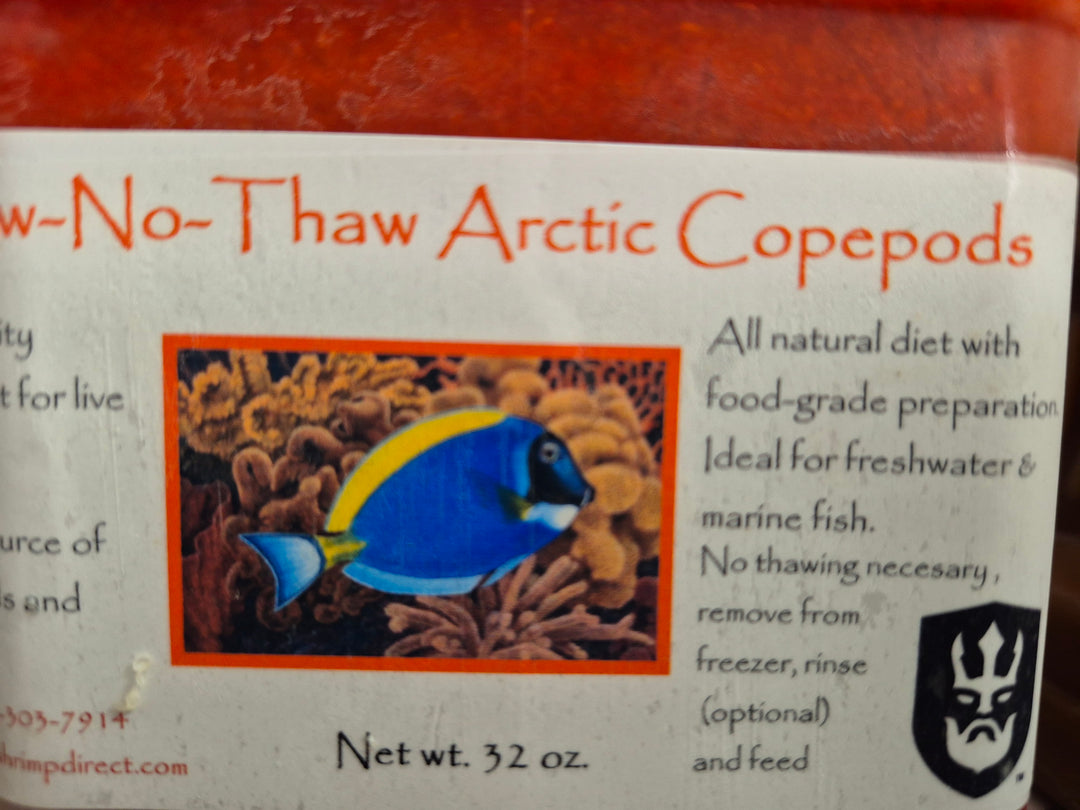 w-No-Thaw Arctic Copepods
ity
t for live
urce of
s and
-303-7914
hrimpdirect.com
Net wt. 32 oz.
All natural diet with
food-grade preparation
Ideal for freshwater &
marine fish.
No thawing necesary,
remove from
freezer, rinse
(optional)
and feed
TM